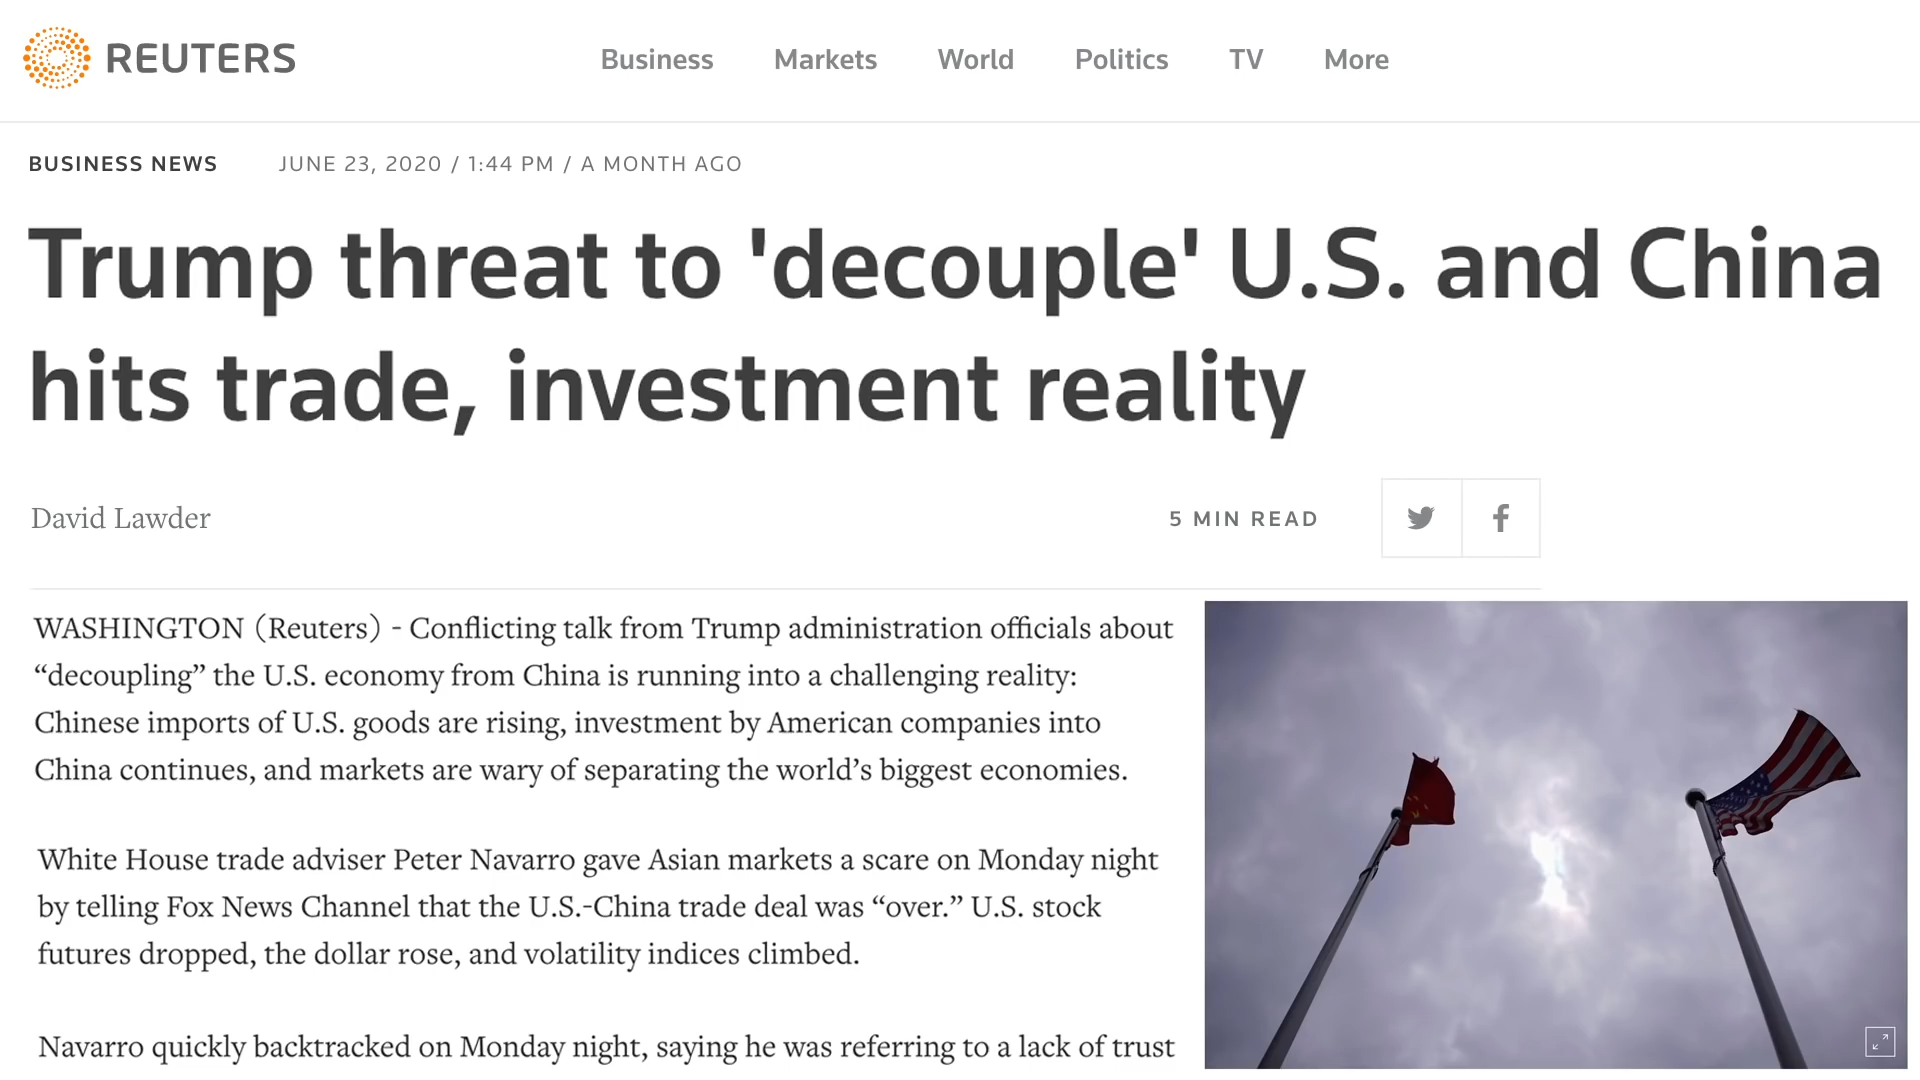 REUTERS
Business Markets World Politics TV More
BUSINESS NEWS JUNE 23, 2020 / 1:44 PM / A MONTH AGO
Trump threat to 'decouple' U.S. and China
hits trade, investment reality
David Lawder
5 MIN READ
WASHINGTON (Reuters) - Conflicting talk from Trump administration officials about
“decoupling” the U.S. economy from China is running into a challenging reality:
Chinese imports of U.S. goods are rising, investment by American companies into
China continues, and markets are wary of separating the world’s biggest economies.
White House trade adviser Peter Navarro gave Asian markets a scare on Monday night
by telling Fox News Channel that the U.S.-China trade deal was “over.” U.S. stock
futures dropped, the dollar rose, and volatility indices climbed.
Navarro quickly backtracked on Monday night, saying he was referring to a lack of trust